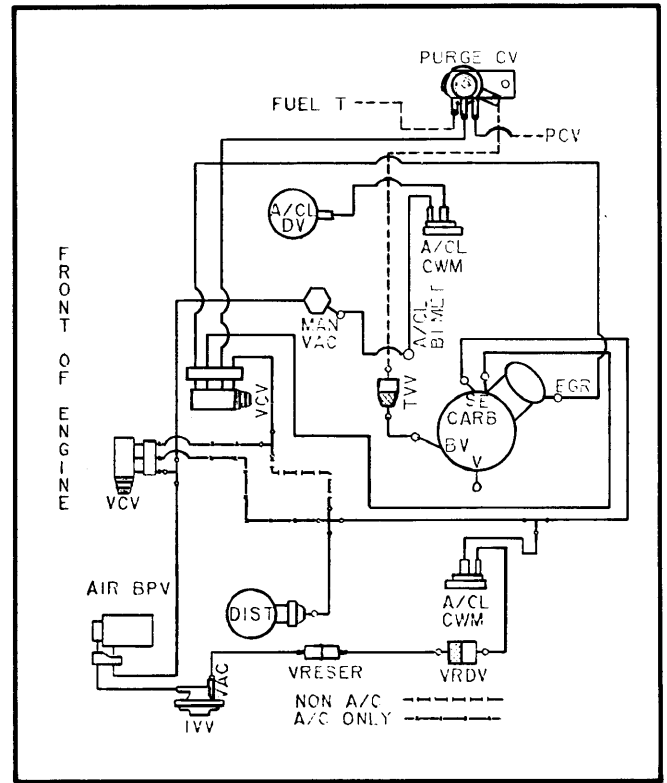 PURGE CV
FUEL T
PCV
A/CL
DV
A/CL
CWM
FRONT OF ENGINE
MAN
VAC
A/CL
BIMET
TVV
SE
CARB
EGR
BV
V
VCV
VCV
AIR BPV
DIST
A/CL
CWM
VAC
VRESER
VRDV
IVV
NON A/C
A/C ONLY